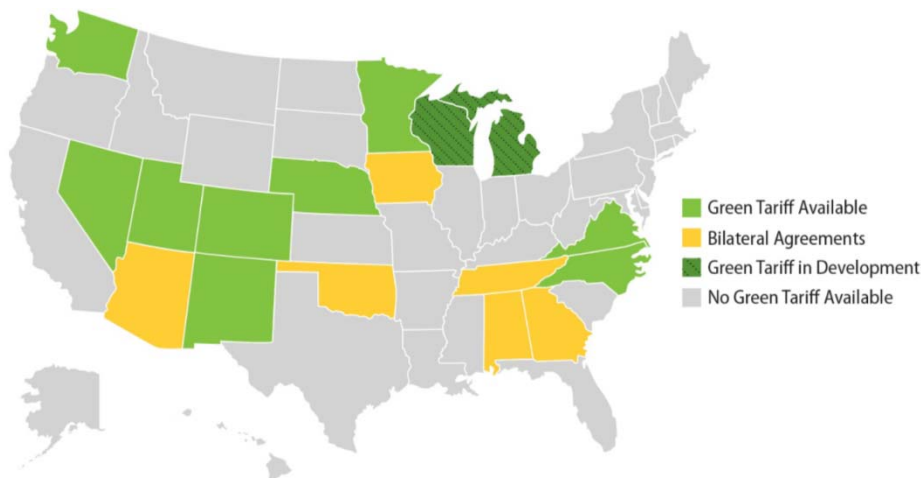 Green Tariff Available
Bilateral Agreements
Green Tariff in Development
No Green Tariff Available